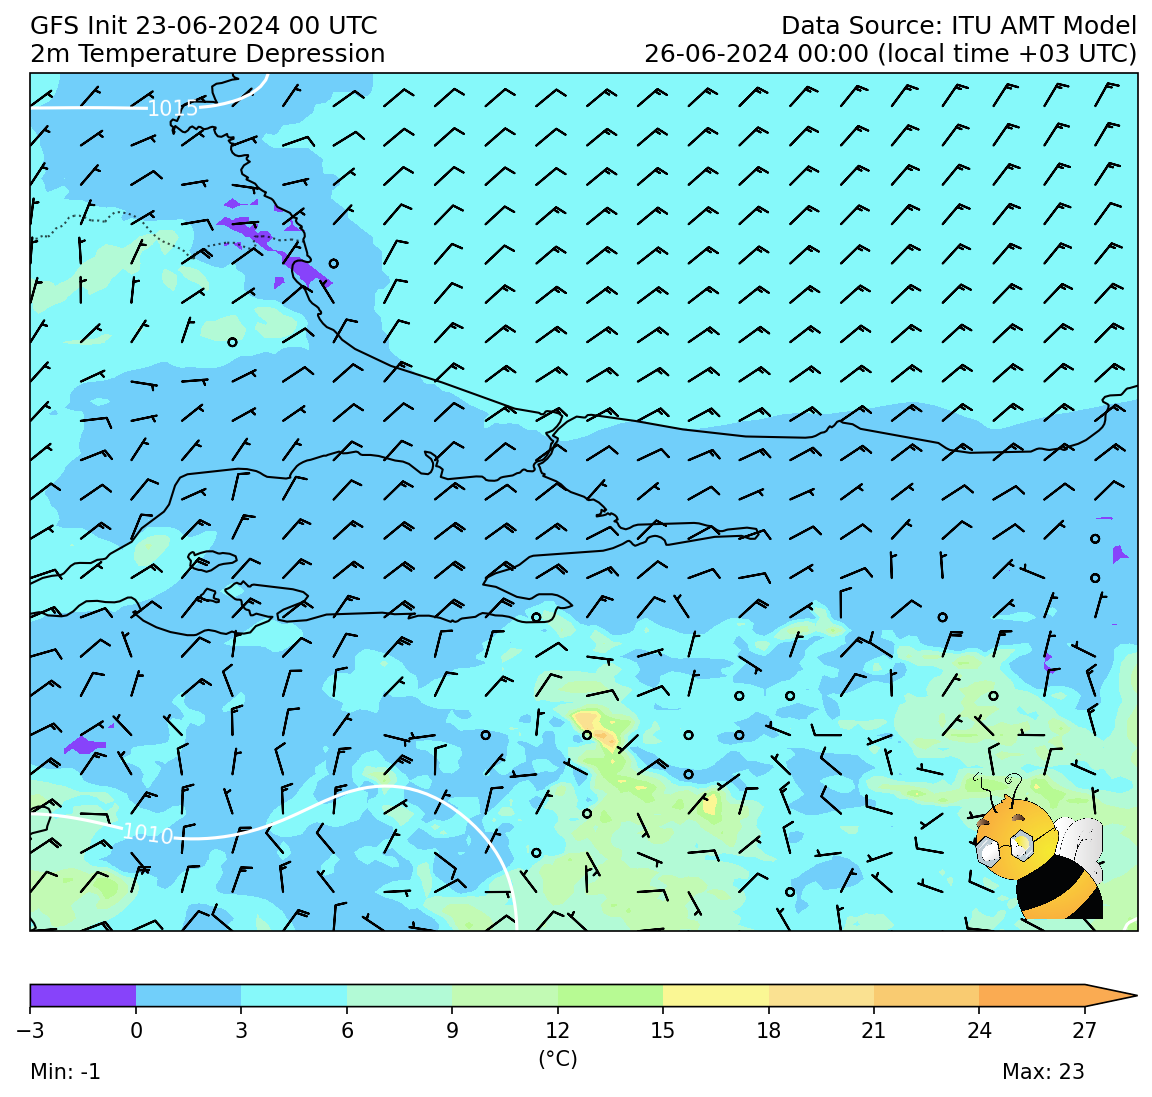 GFS Init 23-06-2024 00 UTC
Data Source: ITU AMT Model
2m Temperature Depression
26-06-2024 00:00 (local time +03 UTC)
1015
1010
−3 0 3 6 9 12 15 18 21 24 27
(°C)
Min: -1
Max: 23